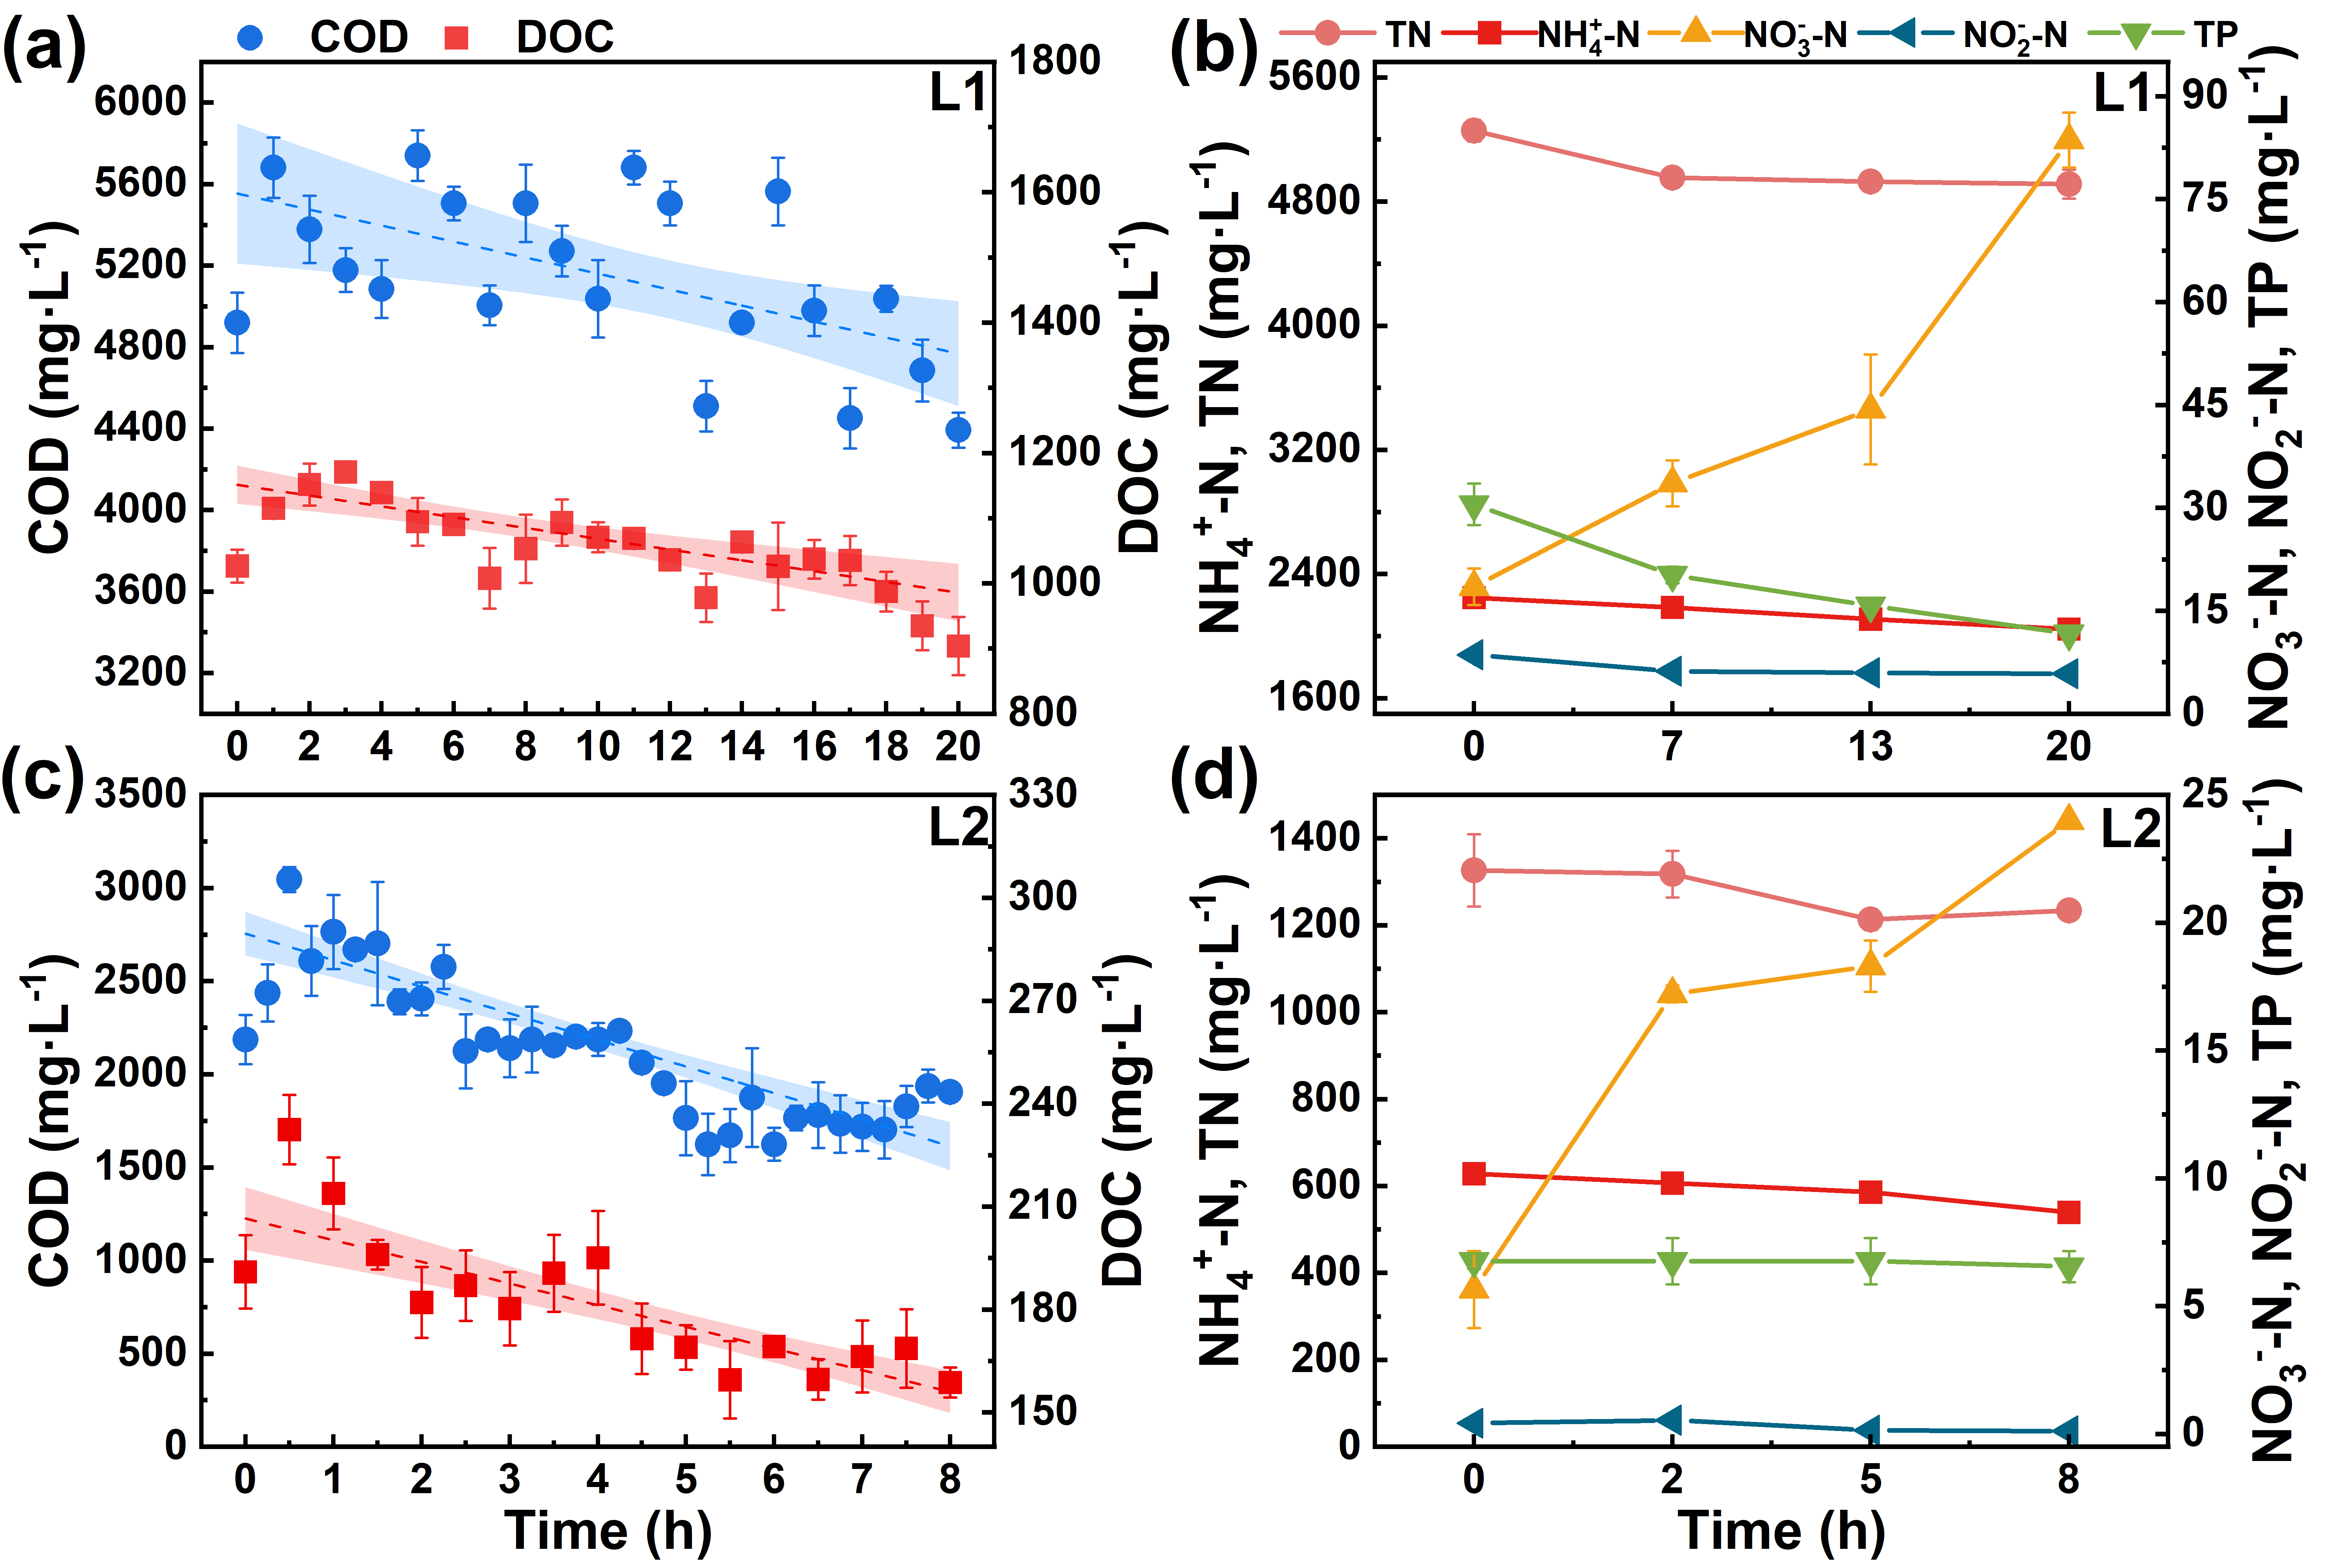 (a)
COD DOC
L1
6000
5600
5200
4800
4400
4000
3600
3200
COD (mg·L⁻¹)
1800
1600
1400
1200
1000
800
DOC (mg·L⁻¹)
0 2 4 6 8 10 12 14 16 18 20
(b)
TN NH₄⁺-N NO₃⁻-N NO₂⁻-N TP
L1
5600
4800
4000
3200
2400
1600
NH₄⁺-N, TN (mg·L⁻¹)
90
75
60
45
30
15
0
NO₃⁻-N, NO₂⁻-N, TP (mg·L⁻¹)
0 7 13 20
(c)
L2
3500
3000
2500
2000
1500
1000
500
0
COD (mg·L⁻¹)
330
300
270
240
210
180
150
DOC (mg·L⁻¹)
0 1 2 3 4 5 6 7 8
Time (h)
(d)
L2
1400
1200
1000
800
600
400
200
0
NH₄⁺-N, TN (mg·L⁻¹)
25
20
15
10
5
0
NO₃⁻-N, NO₂⁻-N, TP (mg·L⁻¹)
0 2 5 8
Time (h)